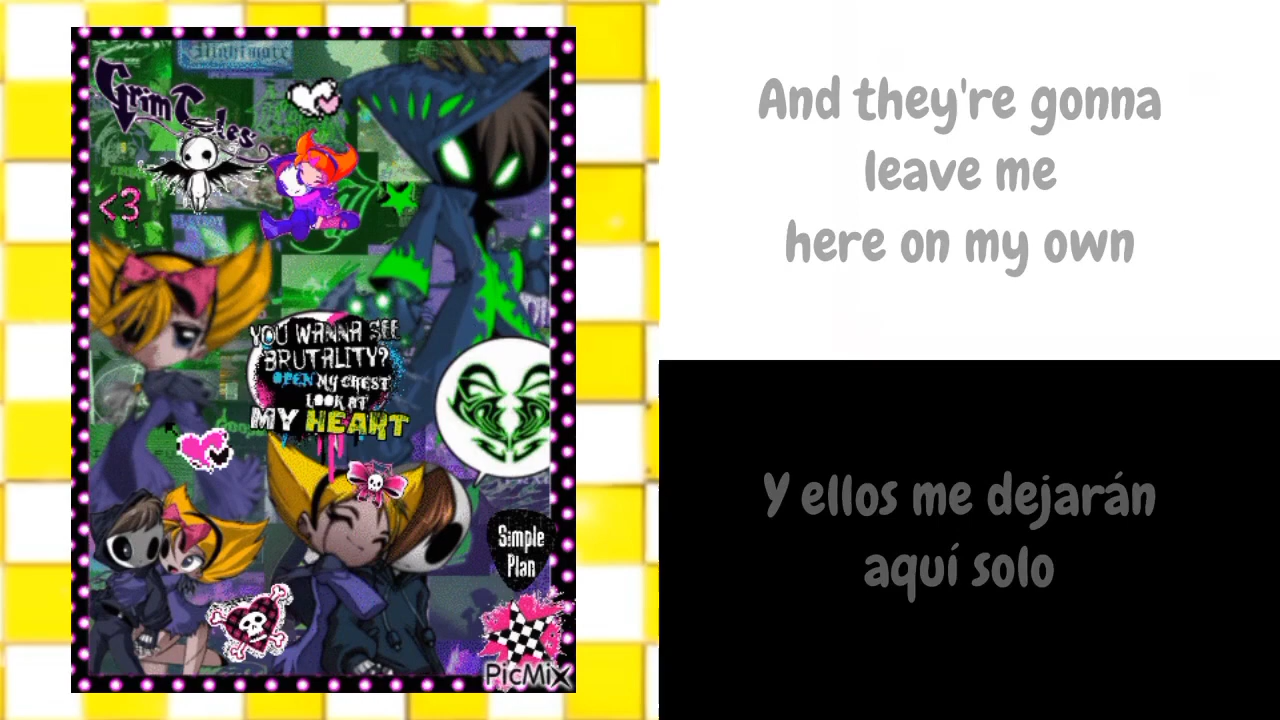 Nightmare
Grim Tales
<3
YOU WANNA SEE
BRUTALITY?
OPEN MY CHEST
LOOK AT
MY HEART
Simple
Plan
PicMix
And they're gonna
leave me
here on my own
Y ellos me dejarán
aquí solo